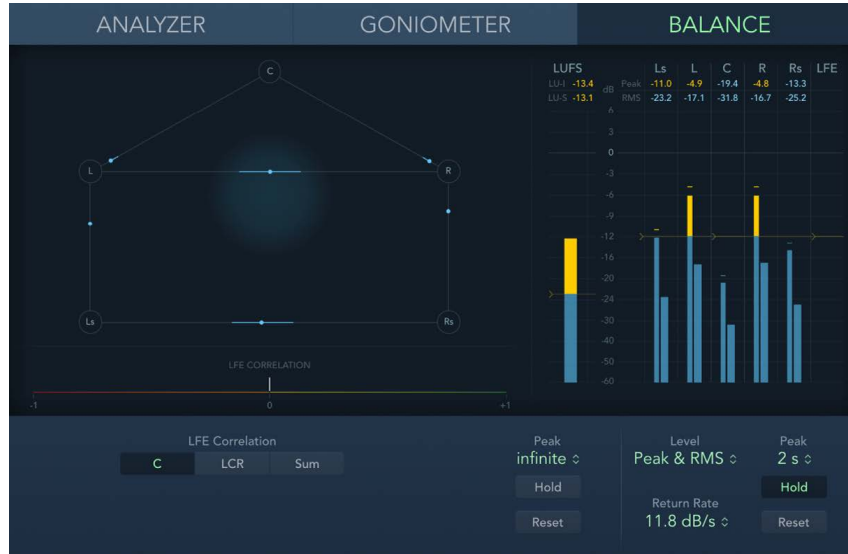 ANALYZER GONIOMETER BALANCE
C
L R
Ls Rs
LFE CORRELATION
-1 0 +1
LUFS Ls L C R Rs LFE
LU-I -13.4 dB Peak -11.0 -4.9 -19.4 -4.8 -13.3
LU-S -13.1 RMS -23.2 -17.1 -31.8 -16.7 -25.2
6
3
0
-3
-6
-9
-12
-16
-20
-24
-30
-40
-50
-60
LFE Correlation
C LCR Sum
Peak
infinite
Hold
Reset
Level
Peak & RMS
Return Rate
11.8 dB/s
Peak
2 s
Hold
Reset